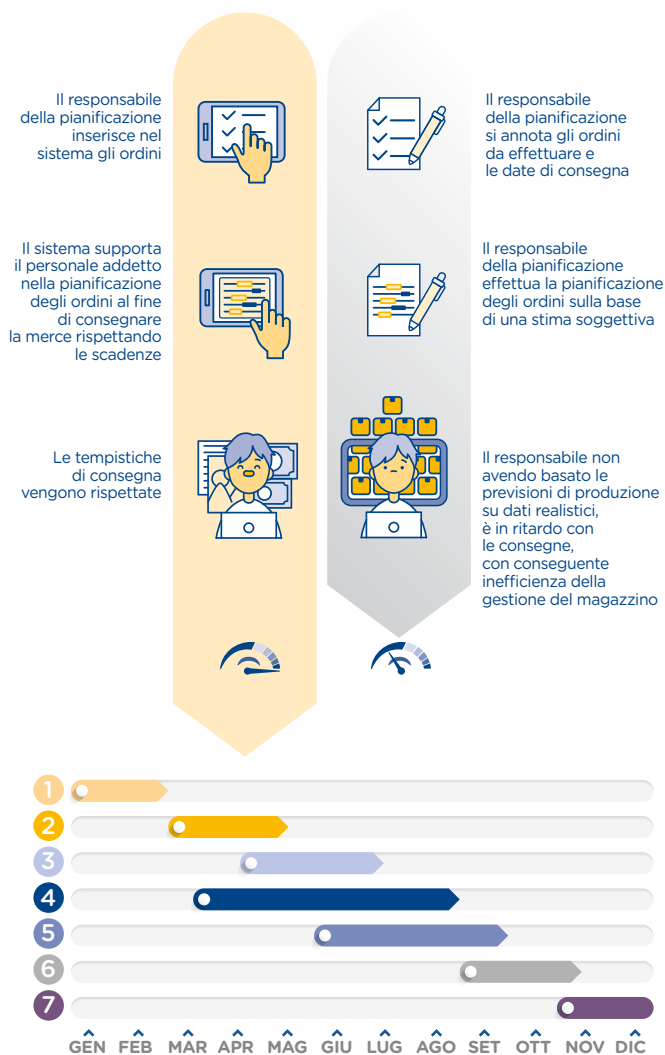 Il responsabile
della pianificazione
inserisce nel
sistema gli ordini
Il responsabile
della pianificazione
si annota gli ordini
da effettuare e
le date di consegna
Il sistema supporta
il personale addetto
nella pianificazione
degli ordini al fine
di consegnare
la merce rispettando
le scadenze
Il responsabile
della pianificazione
effettua la pianificazione
degli ordini sulla base
di una stima soggettiva
Le tempistiche
di consegna
vengono rispettate
Il responsabile non
avendo basato le
previsioni di produzione
su dati realistici,
è in ritardo con
le consegne,
con conseguente
inefficienza della
gestione del magazzino
1
2
3
4
5
6
7
GEN FEB MAR APR MAG GIU LUG AGO SET OTT NOV DIC